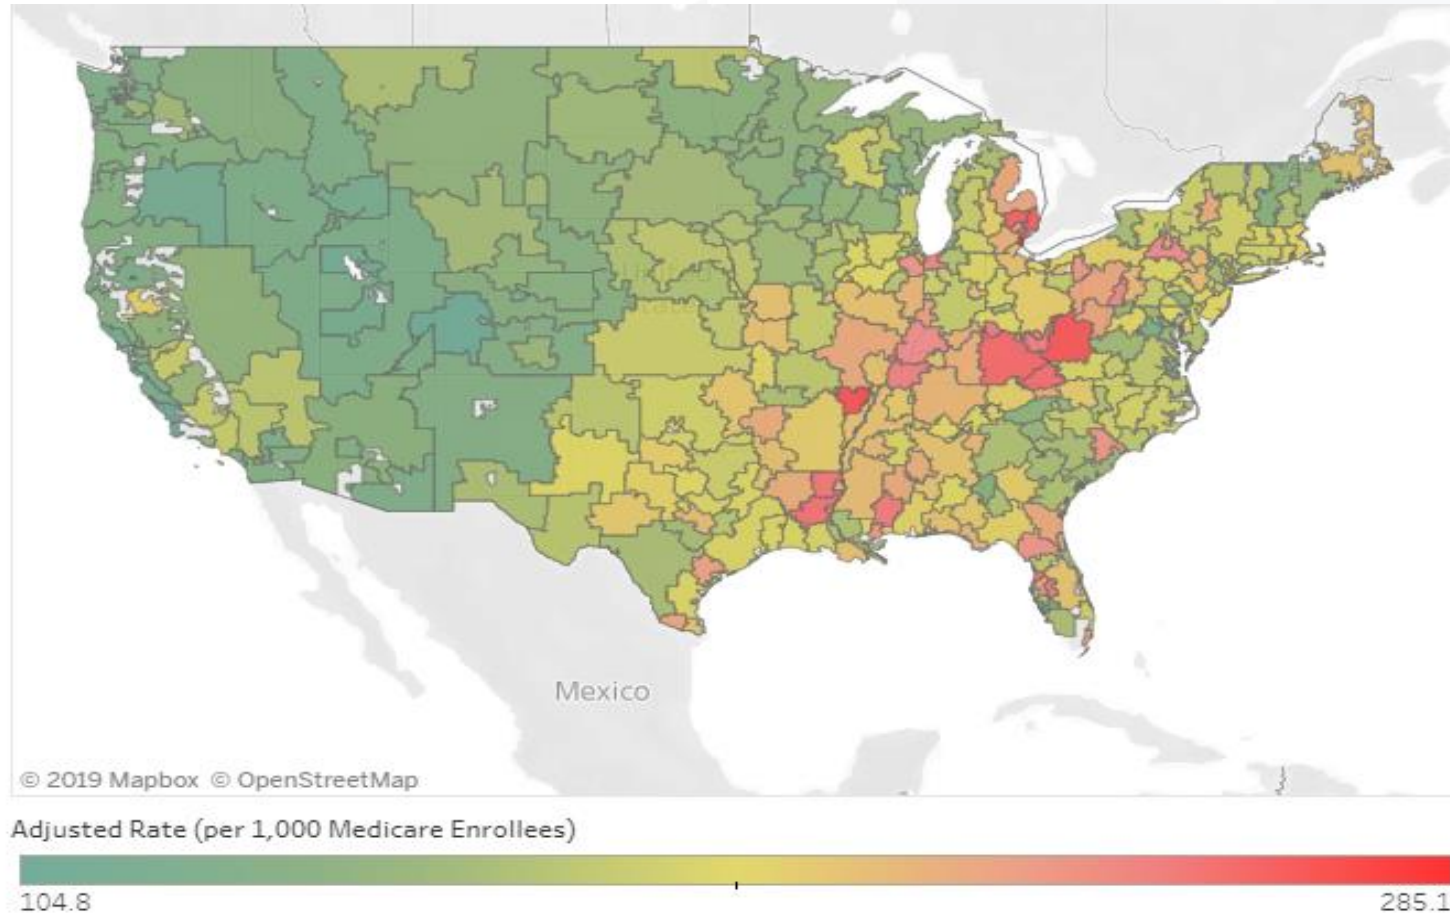 Mexico
© 2019 Mapbox © OpenStreetMap
Adjusted Rate (per 1,000 Medicare Enrollees)
104.8
285.1